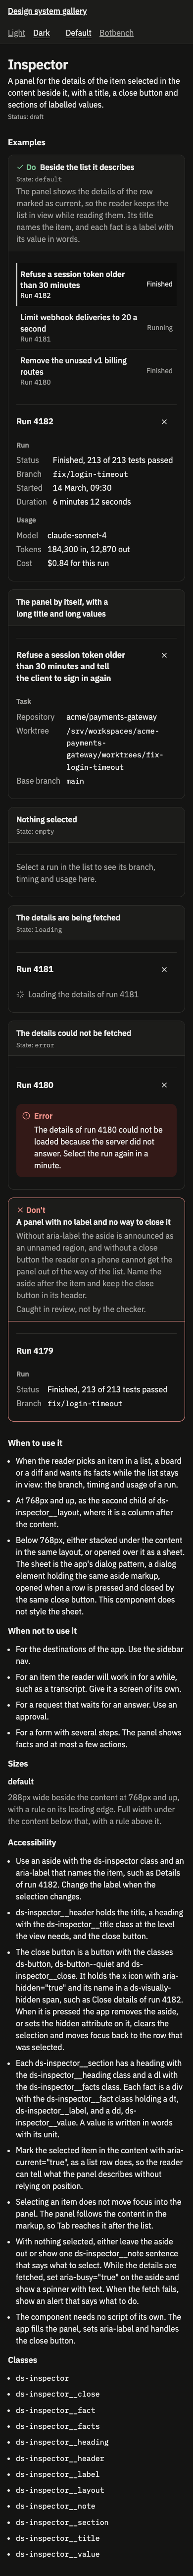 Design system gallery
Light Dark Default Botbench
Inspector
A panel for the details of the item selected in the
content beside it, with a title, a close button and
sections of labelled values.
Status: draft
Examples
Do Beside the list it describes
State: default
The panel shows the details of the row
marked as current, so the reader keeps the
list in view while reading them. Its title
names the item, and each fact is a label with
its value in words.
Refuse a session token older
than 30 minutes
Finished
Run 4182
Limit webhook deliveries to 20 a
second
Running
Run 4181
Remove the unused v1 billing
routes
Finished
Run 4180
Run 4182
Run
Status Finished, 213 of 213 tests passed
Branch fix/login-timeout
Started 14 March, 09:30
Duration 6 minutes 12 seconds
Usage
Model claude-sonnet-4
Tokens 184,300 in, 12,870 out
Cost $0.84 for this run
The panel by itself, with a
long title and long values
Refuse a session token older
than 30 minutes and tell
the client to sign in again
Task
Repository acme/payments-gateway
Worktree /srv/workspaces/acme-
payments-
gateway/worktrees/fix-
login-timeout
Base branch main
Nothing selected
State: empty
Select a run in the list to see its branch,
timing and usage here.
The details are being fetched
State: loading
Run 4181
Loading the details of run 4181
The details could not be fetched
State: error
Run 4180
Error
The details of run 4180 could not be
loaded because the server did not
answer. Select the run again in a
minute.
Don't
A panel with no label and no way to close it
Without aria-label the aside is announced as
an unnamed region, and without a close
button the reader on a phone cannot get the
panel out of the way of the list. Name the
aside after the item and keep the close
button in its header.
Caught in review, not by the checker.
Run 4179
Run
Status Finished, 213 of 213 tests passed
Branch fix/login-timeout
When to use it
When the reader picks an item in a list, a board
or a diff and wants its facts while the list stays
in view: the branch, timing and usage of a run.
At 768px and up, as the second child of ds-
inspector__layout, where it is a column after
the content.
Below 768px, either stacked under the content
in the same layout, or opened over it as a sheet.
The sheet is the app's dialog pattern, a dialog
element holding the same aside markup,
opened when a row is pressed and closed by
the same close button. This component does
not style the sheet.
When not to use it
For the destinations of the app. Use the sidebar
nav.
For an item the reader will work in for a while,
such as a transcript. Give it a screen of its own.
For a request that waits for an answer. Use an
approval.
For a form with several steps. The panel shows
facts and at most a few actions.
Sizes
default
288px wide beside the content at 768px and up,
with a rule on its leading edge. Full width under
the content below that, with a rule above it.
Accessibility
Use an aside with the ds-inspector class and an
aria-label that names the item, such as Details
of run 4182. Change the label when the
selection changes.
ds-inspector__header holds the title, a heading
with the ds-inspector__title class at the level
the view needs, and the close button.
The close button is a button with the classes
ds-button, ds-button--quiet and ds-
inspector__close. It holds the x icon with aria-
hidden="true" and its name in a ds-visually-
hidden span, such as Close details of run 4182.
When it is pressed the app removes the aside,
or sets the hidden attribute on it, clears the
selection and moves focus back to the row that
was selected.
Each ds-inspector__section has a heading with
the ds-inspector__heading class and a dl with
the ds-inspector__facts class. Each fact is a div
with the ds-inspector__fact class holding a dt,
ds-inspector__label, and a dd, ds-
inspector__value. A value is written in words
with its unit.
Mark the selected item in the content with aria-
current="true", as a list row does, so the reader
can tell what the panel describes without
relying on position.
Selecting an item does not move focus into the
panel. The panel follows the content in the
markup, so Tab reaches it after the list.
With nothing selected, either leave the aside
out or show one ds-inspector__note sentence
that says what to select. While the details are
fetched, set aria-busy="true" on the aside and
show a spinner with text. When the fetch fails,
show an alert that says what to do.
The component needs no script of its own. The
app fills the panel, sets aria-label and handles
the close button.
Classes
ds-inspector
ds-inspector__close
ds-inspector__fact
ds-inspector__facts
ds-inspector__heading
ds-inspector__header
ds-inspector__label
ds-inspector__layout
ds-inspector__note
ds-inspector__section
ds-inspector__title
ds-inspector__value